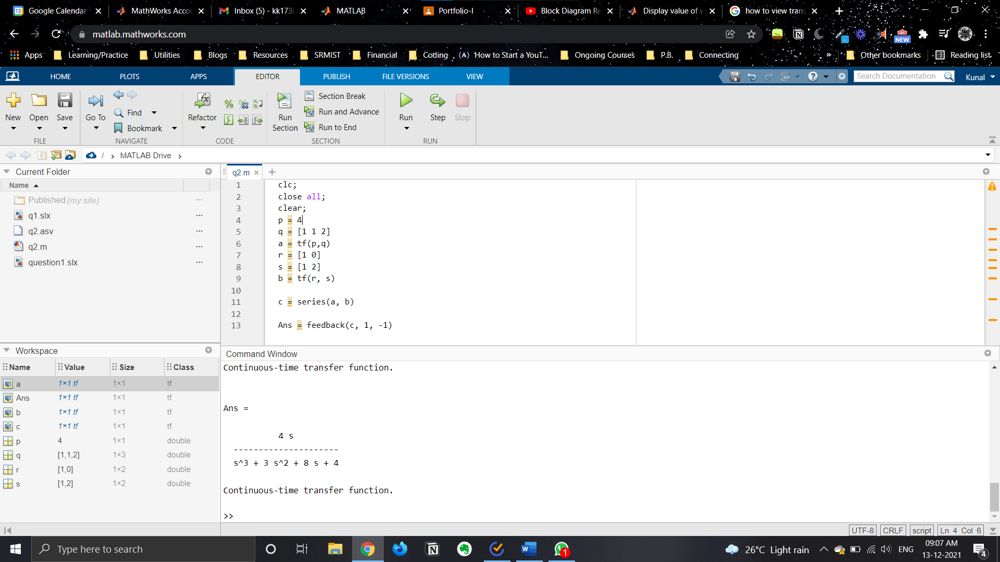 Google Calendar
MathWorks Accou
Inbox (5) - kk1738
MATLAB
Portfolio-I
Block Diagram Re
Display value of y
how to view trans
matlab.mathworks.com
NEW
Apps
Learning/Practice
Utilities
Blogs
Resources
SRMIST
Financial
Coding
How to Start a YouT...
Ongoing Courses
P.B.
Connecting
»
Other bookmarks
Reading list
HOME
PLOTS
APPS
EDITOR
PUBLISH
FILE VERSIONS
VIEW
Search Documentation
Kunal
New
Open
Save
FILE
Go To
Find
Bookmark
NAVIGATE
Refactor
CODE
Run Section
Section Break
Run and Advance
Run to End
SECTION
Run
Step
Stop
RUN
/ › MATLAB Drive ›
Current Folder
Name
Published (my site)
q1.slx
q2.asv
q2.m
question1.slx
q2.m
1 clc;
2 close all;
3 clear;
4 p = 4
5 q = [1 1 2]
6 a = tf(p,q)
7 r = [1 0]
8 s = [1 2]
9 b = tf(r, s)
10
11 c = series(a, b)
12
13 Ans = feedback(c, 1, -1)
Workspace
Name Value Size Class
a 1×1 tf 1×1 tf
Ans 1×1 tf 1×1 tf
b 1×1 tf 1×1 tf
c 1×1 tf 1×1 tf
p 4 1×1 double
q [1,1,2] 1×3 double
r [1,0] 1×2 double
s [1,2] 1×2 double
Command Window
Continuous-time transfer function.
Ans =
4 s
---------------------
s^3 + 3 s^2 + 8 s + 4
Continuous-time transfer function.
>>
UTF-8
CRLF
script
Ln 4 Col 6
Type here to search
1
26°C Light rain
ENG
09:07 AM
13-12-2021
4